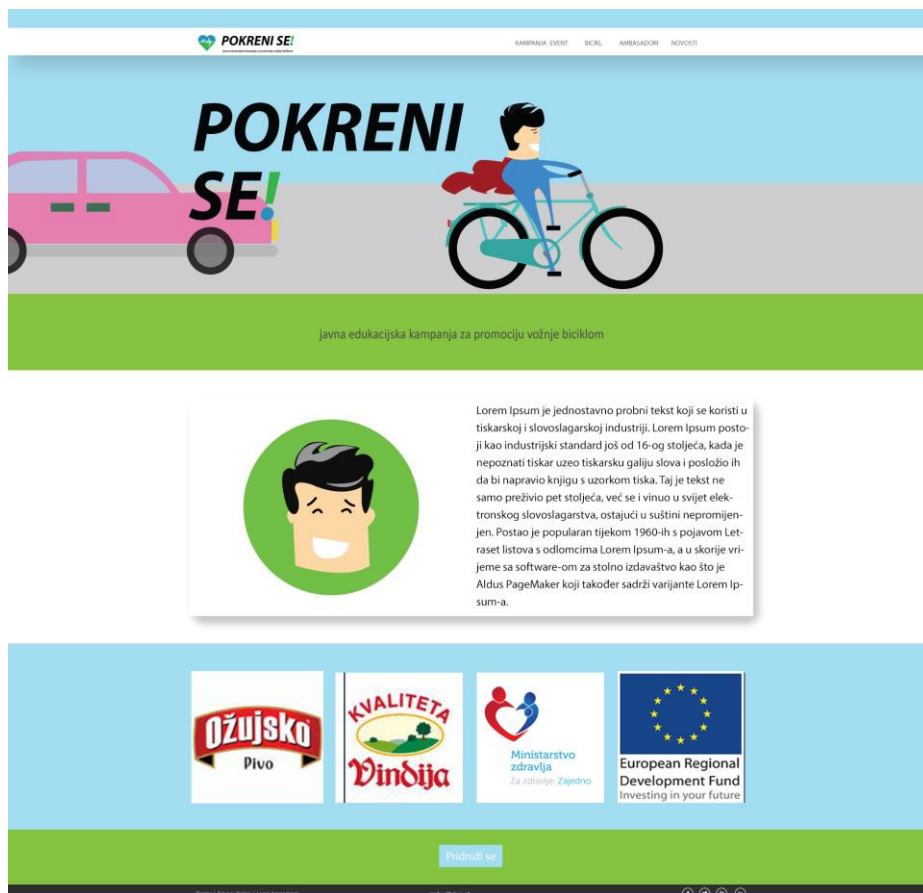 POKRENI SE!
KAMPANJA EVENT BICIKL AMBASADORI NOVOSTI
POKRENI
SE!
javna edukacijska kampanja za promociju vožnje biciklom
Lorem Ipsum je jednostavno probni tekst koji se koristi u
tiskarskoj i slovoslagarskoj industriji. Lorem Ipsum posto-
ji kao industrijski standard još od 16-og stoljeća, kada je
nepoznati tiskar uzeo tiskarsku galiju slova i posložio ih
da bi napravio knjigu s uzorkom tiska. Taj je tekst ne
samo preživio pet stoljeća, već se i vinuo u svijet elek-
tronskog slovoslagarstva, ostajući u suštini nepromijen-
jen. Postao je popularan tijekom 1960-ih s pojavom Let-
raset listova s odlomcima Lorem Ipsum-a, a u skorije vri-
jeme sa software-om za stolno izdavaštvo kao što je
Aldus PageMaker koji također sadrži varijante Lorem Ip-
sum-a.
Ožujsko
Pivo
KVALITETA
Vindija
Ministarstvo
zdravlja
Za zdravlje. Zajedno
European Regional
Development Fund
Investing in your future
Pridruži se